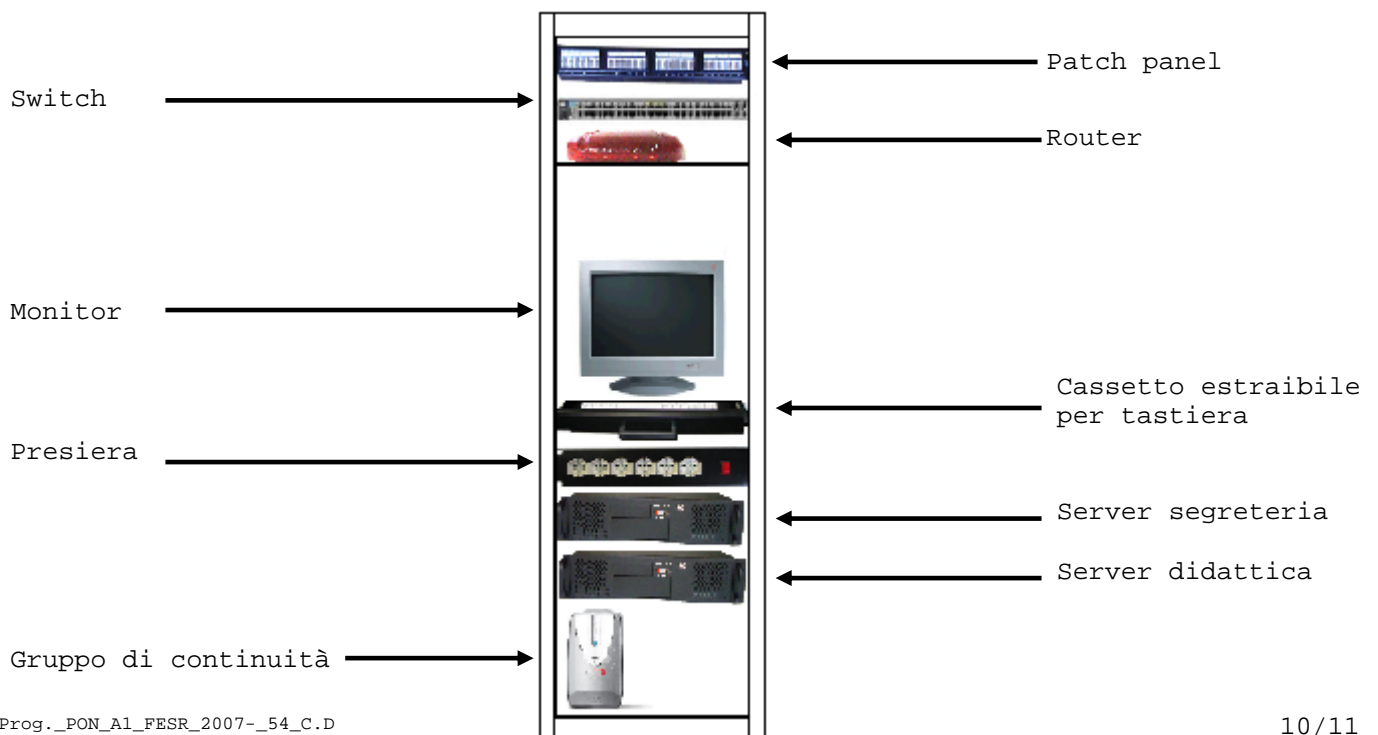 Patch panel
Switch
Router
Monitor
Cassetto estraibile
per tastiera
Presiera
Server segreteria
Server didattica
Gruppo di continuità
Prog._PON_A1_FESR_2007-_54_C.D
10/11